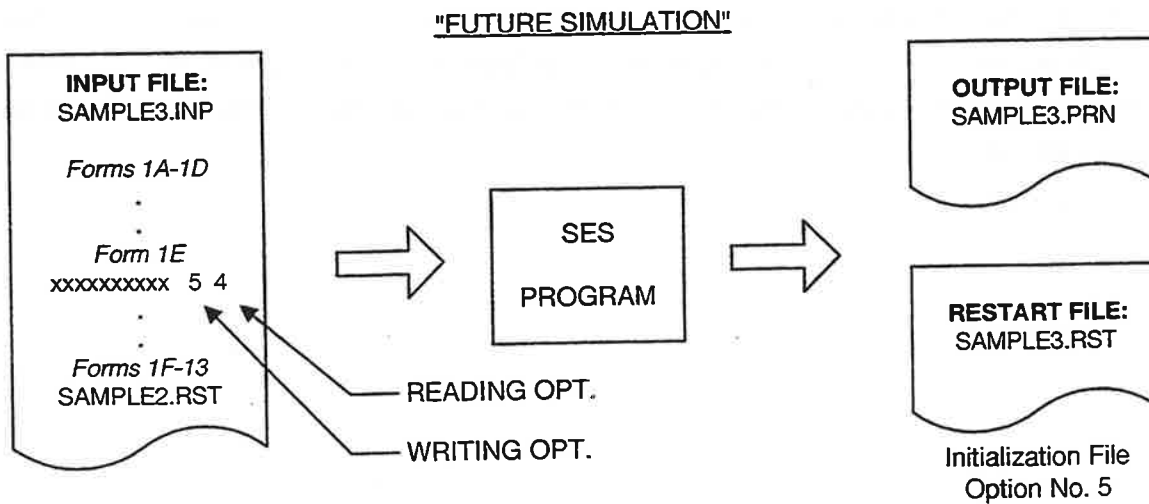 "FUTURE SIMULATION"
INPUT FILE:
SAMPLE3.INP
Forms 1A-1D
.
.
Form 1E
xxxxxxxxxx 5 4
.
.
Forms 1F-13
SAMPLE2.RST
READING OPT.
WRITING OPT.
SES
PROGRAM
OUTPUT FILE:
SAMPLE3.PRN
RESTART FILE:
SAMPLE3.RST
Initialization File
Option No. 5